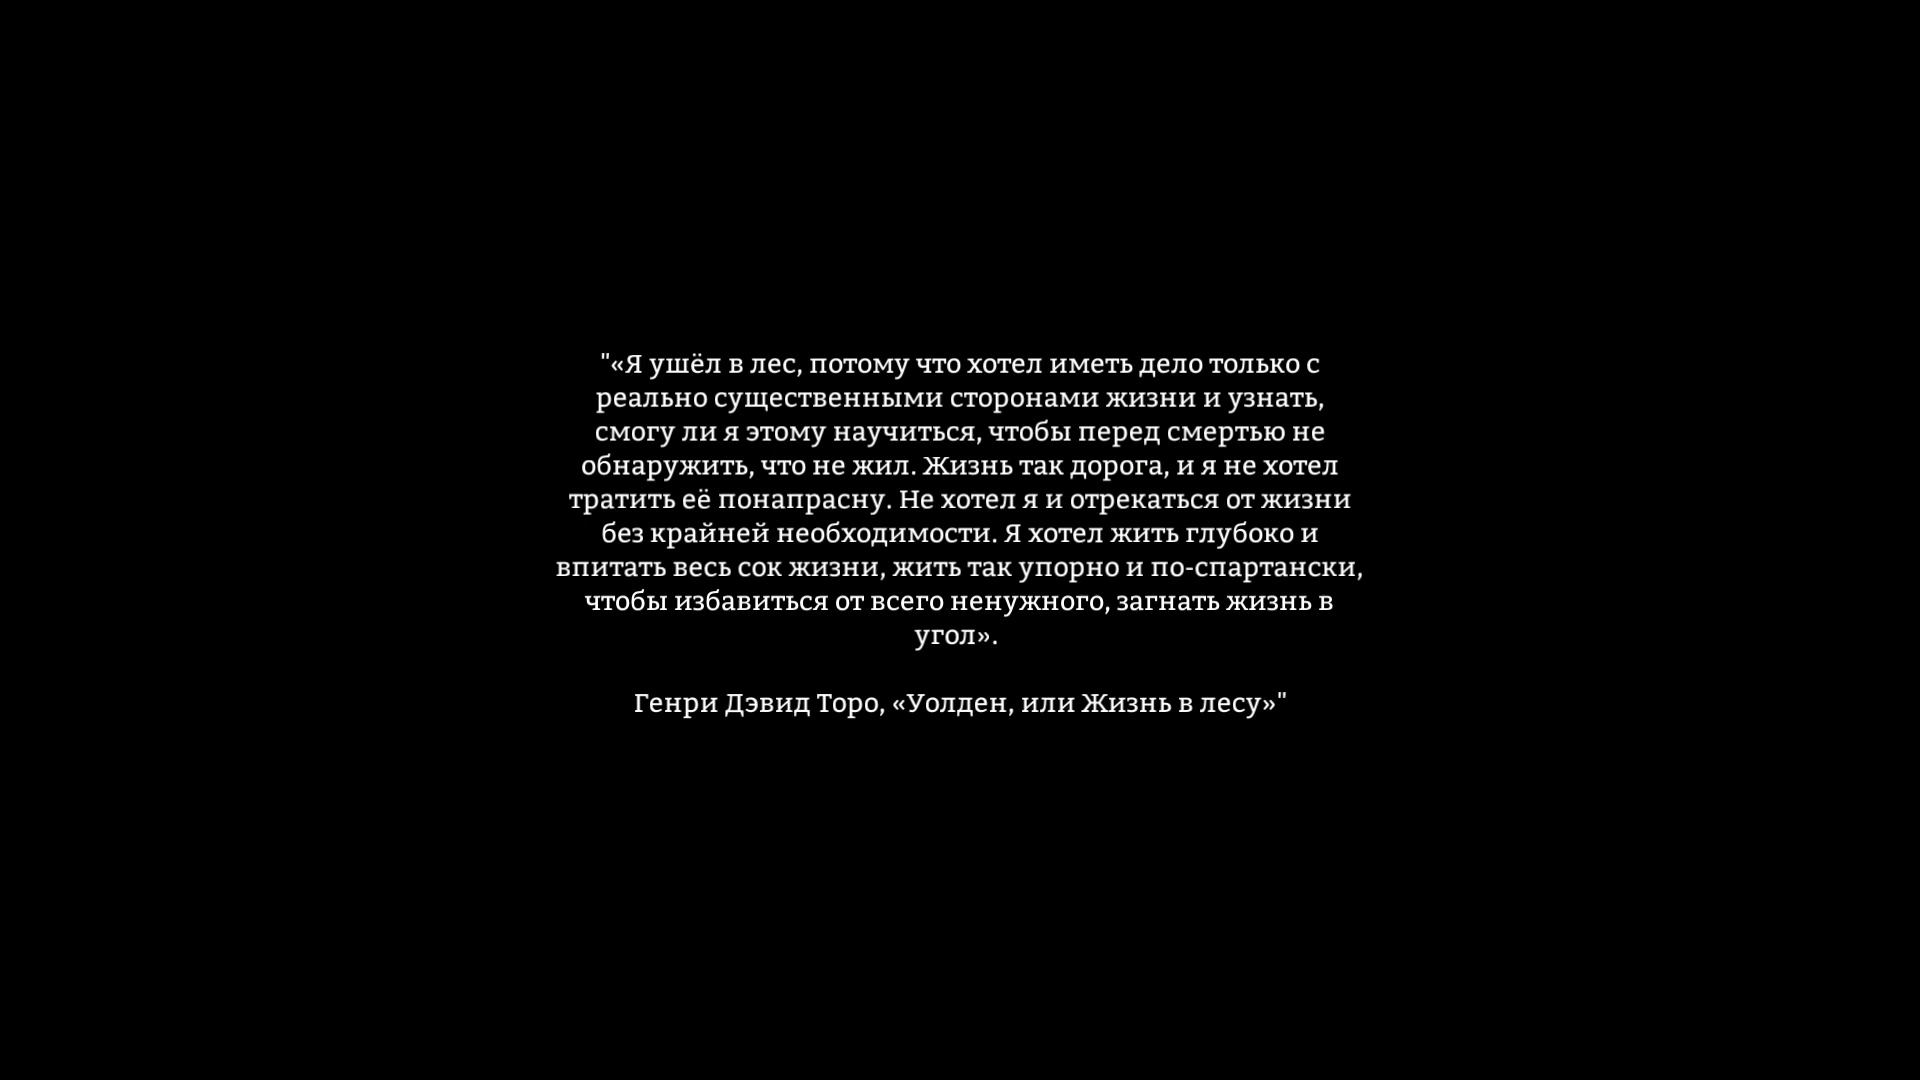 "«Я ушёл в лес, потому что хотел иметь дело только с
реально существенными сторонами жизни и узнать,
смогу ли я этому научиться, чтобы перед смертью не
обнаружить, что не жил. Жизнь так дорога, и я не хотел
тратить её понапрасну. Не хотел я и отрекаться от жизни
без крайней необходимости. Я хотел жить глубоко и
впитать весь сок жизни, жить так упорно и по-спартански,
чтобы избавиться от всего ненужного, загнать жизнь в
угол».
Генри Дэвид Торо, «Уолден, или Жизнь в лесу»"